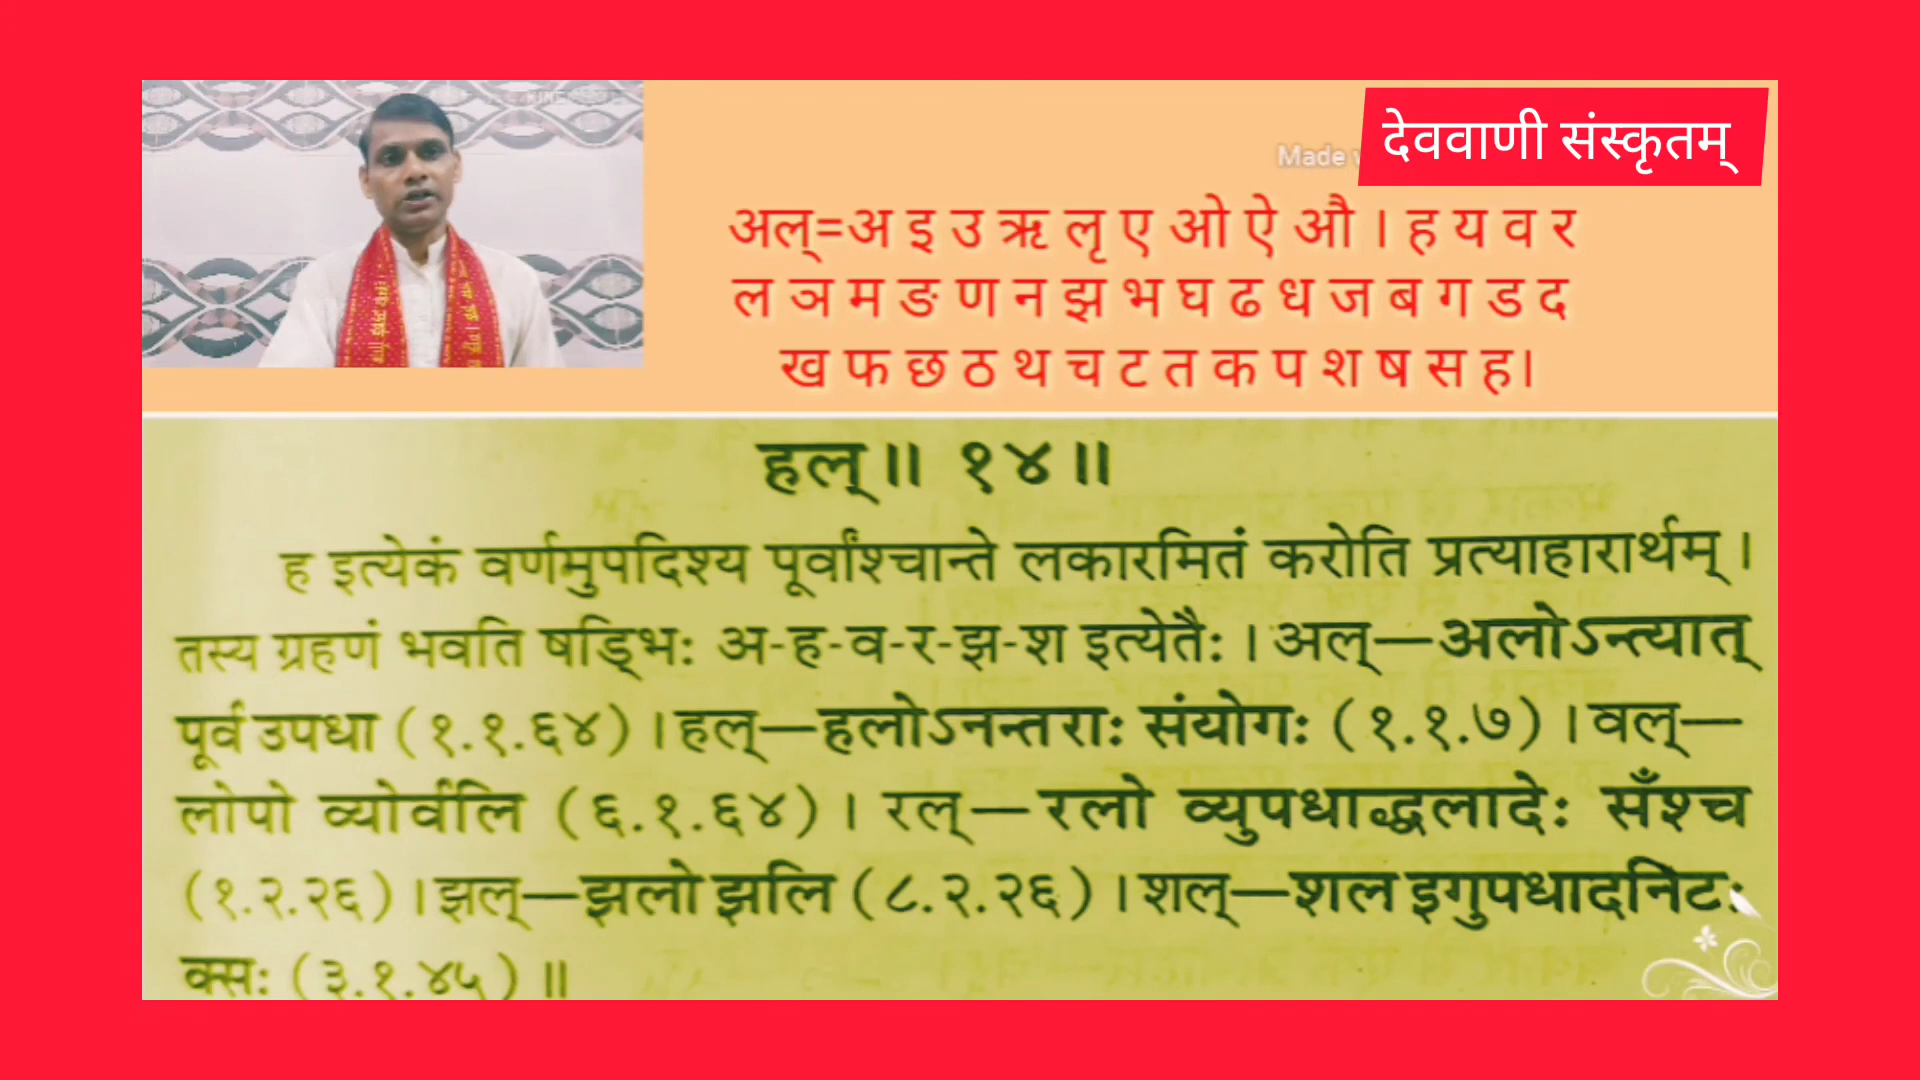 देववाणी संस्कृतम्
Made
अल्=अ इ उ ऋ लृ ए ओ ऐ औ । ह य व र
ल ञ म ङ ण न झ भ घ ढ ध ज ब ग ड द
ख फ छ ठ थ च ट त क प श ष स ह।
हल्॥ १४॥
ह इत्येकं वर्णमुपदिश्य पूर्वांश्चान्ते लकारमितं करोति प्रत्याहारार्थम् ।
तस्य ग्रहणं भवति षड्भिः अ-ह-व-र-झ-श इत्येतैः । अल्—अलोऽन्त्यात्
पूर्व उपधा (१.१.६४) । हल्—हलोऽनन्तराः संयोगः (१.१.७) । वल्—
लोपो व्योर्वलि (६.१.६४) । रल्—रलो व्युपधाद्धलादेः सँश्च
(१.२.२६) । झल्—झलो झलि (८.२.२६) । शल्—शल इगुपधादनिटः
क्सः (३.१.४५) ॥